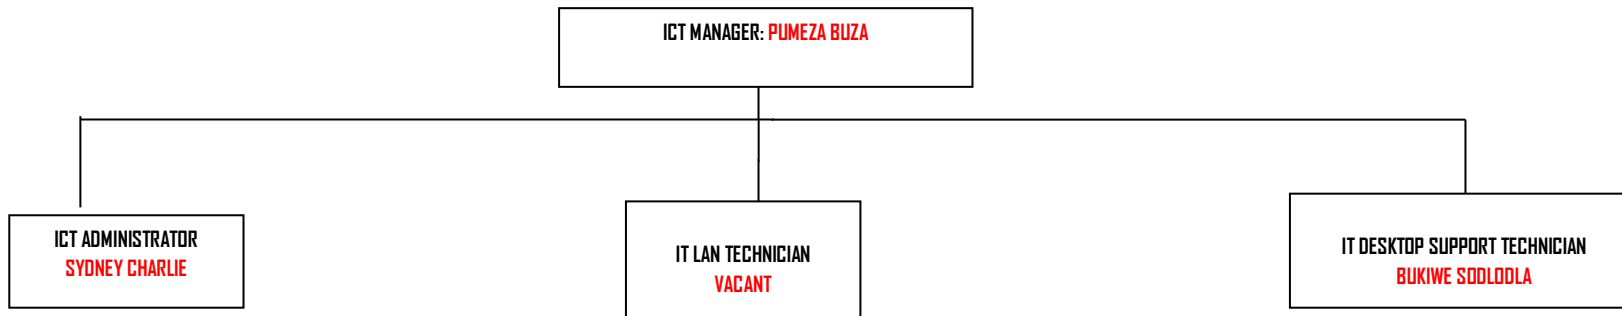 ICT MANAGER: PUMEZA BUZA
ICT ADMINISTRATOR
SYDNEY CHARLIE
IT LAN TECHNICIAN
VACANT
IT DESKTOP SUPPORT TECHNICIAN
BUKIWE SODLODLA